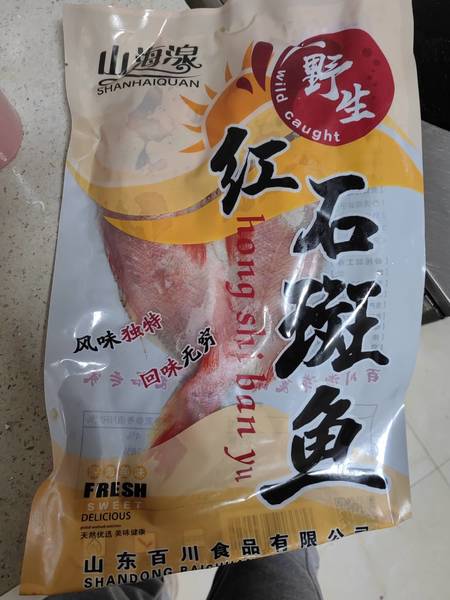 山海湶
SHANHAIQUAN
野生
wild caught
红石斑鱼
hong shi ban yu
风味独特
回味无穷
FRESH
SWEET
DELICIOUS
天然优选 美味健康
山东百川食品有限公司